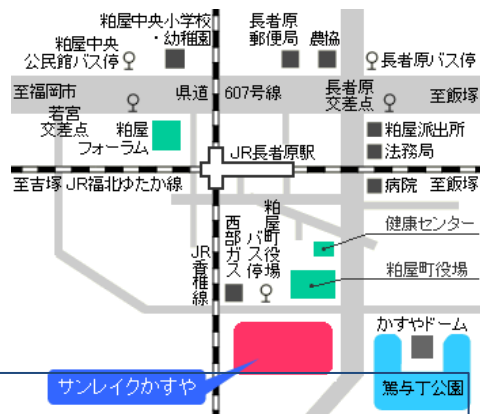 粕屋中央小学校
・幼稚園
長者原
郵便局
農協
粕屋中央
公民館バス停
長者原バス停
至福岡市
県道
607号線
長者原
交差点
至飯塚
若宮
交差点
粕屋
フォーラム
粕屋派出所
JR長者原駅
法務局
至吉塚
JR福北ゆたか線
病院
至飯塚
西部ガス
粕屋町役場
バス停
健康センター
JR香椎線
粕屋町役場
かすやドーム
サンレイクかすや
駕与丁公園